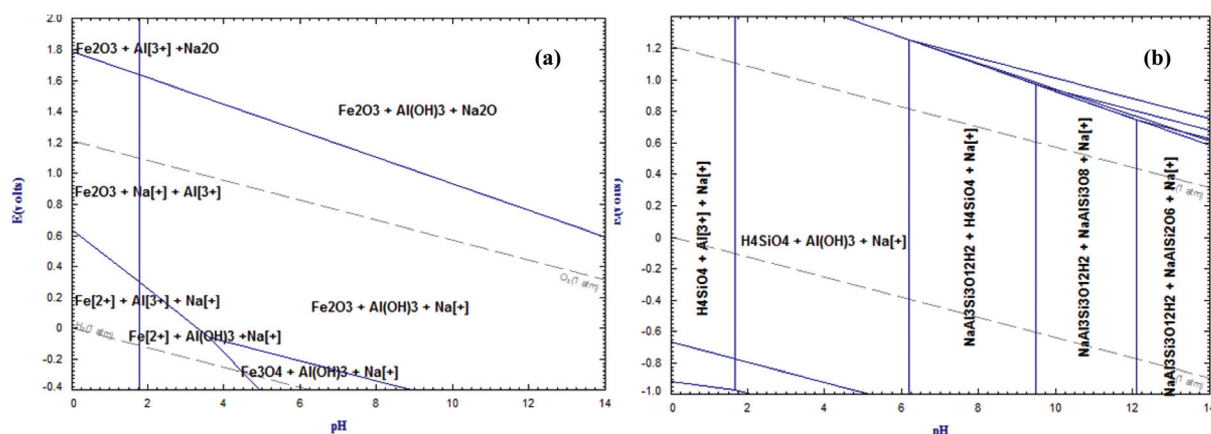 (a)
Fe2O3 + Al[3+] +Na2O
Fe2O3 + Al(OH)3 + Na2O
Fe2O3 + Na[+] + Al[3+]
Fe[2+] + Al[3+] + Na[+]
Fe2O3 + Al(OH)3 + Na[+]
Fe[2+] + Al(OH)3 +Na[+]
Fe3O4 + Al(OH)3 + Na[+]
O₂(1 atm)
H₂(1 atm)
E(volts)
2.0
1.8
1.6
1.4
1.2
1.0
0.8
0.6
0.4
0.2
0
-0.2
-0.4
0 2 4 6 8 10 12 14
pH
(b)
H4SiO4 + Al[3+] + Na[+]
H4SiO4 + Al(OH)3 + Na[+]
NaAl3Si3O12H2 + H4SiO4 + Na[+]
NaAl3Si3O12H2 + NaAlSi3O8 + Na[+]
NaAl3Si3O12H2 + NaAlSi2O6 + Na[+]
(1 atm)
(1 atm)
E(volts)
1.2
1.0
0.8
0.6
0.4
0.2
0
-0.2
-0.4
-0.6
-0.8
-1.0
0 2 4 6 8 10 12 14
pH